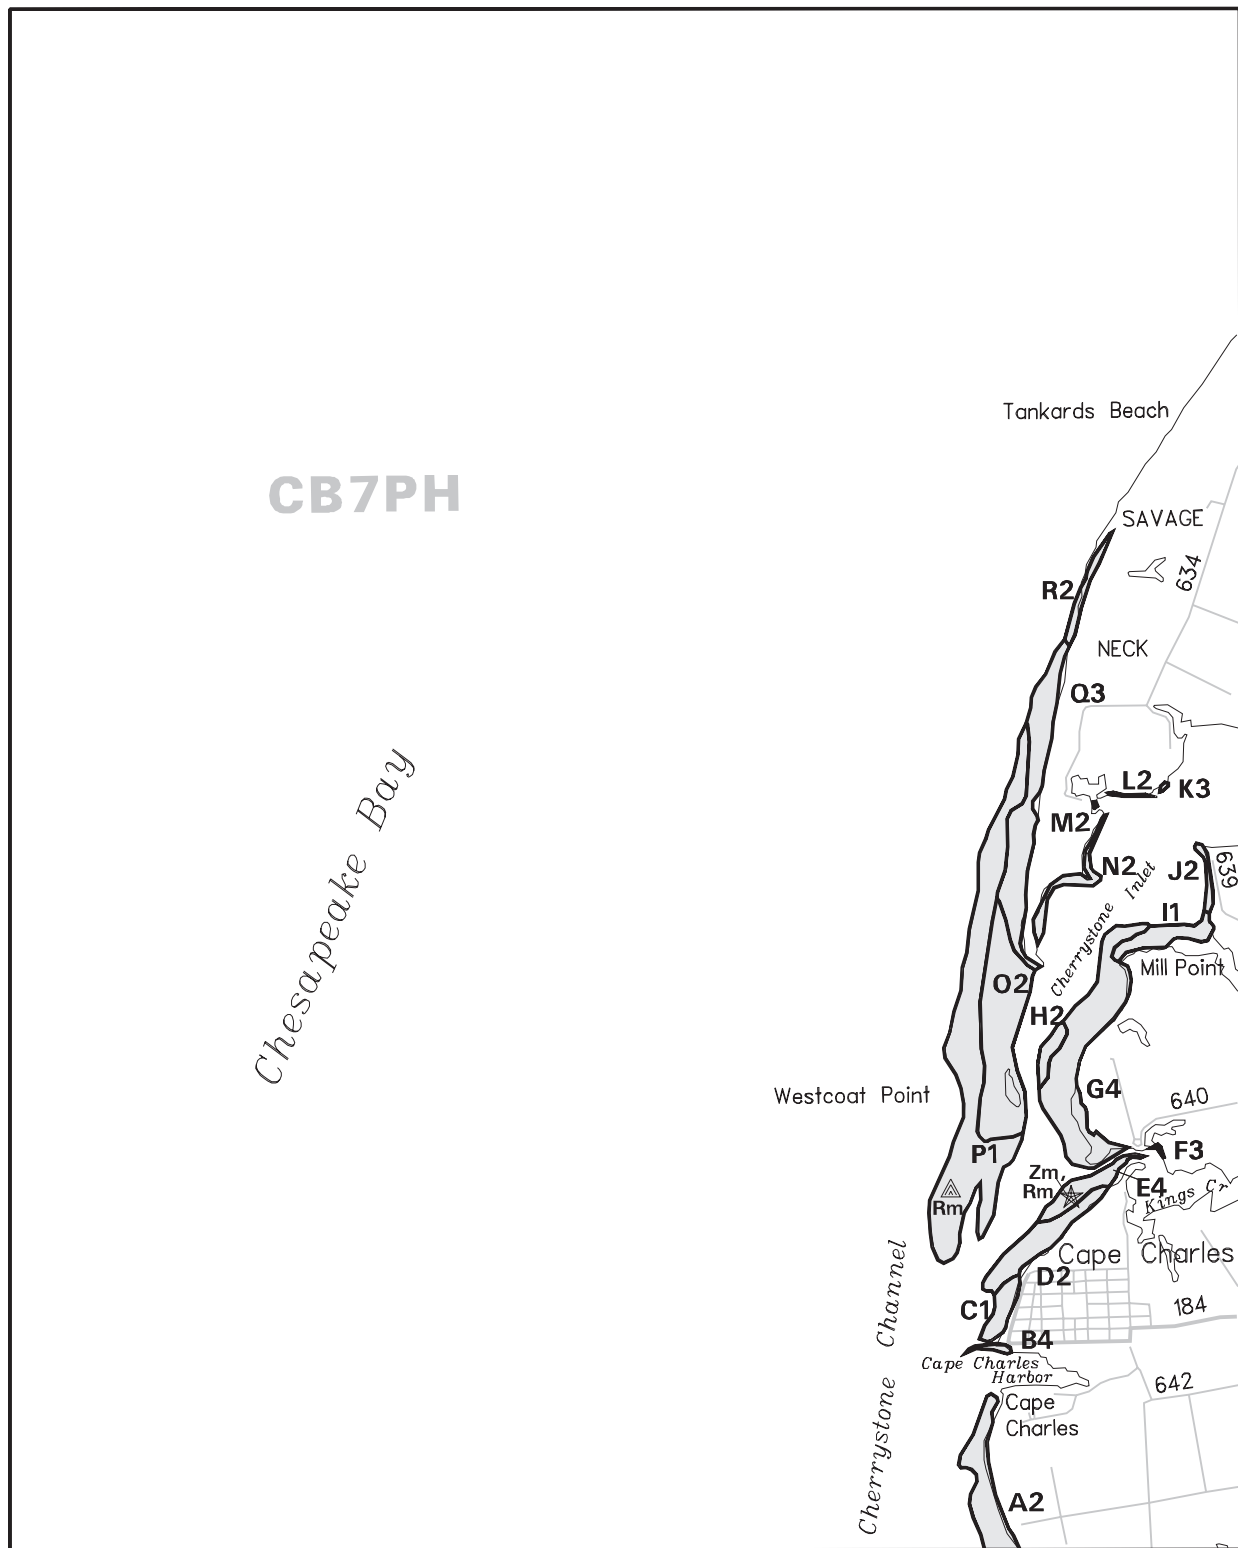 Tankards Beach
CB7PH
SAVAGE
634
R2
NECK
Q3
Chesapeake Bay
L2
K3
M2
N2
J2
639
Cherrystone Inlet
I1
Mill Point
O2
H2
Westcoat Point
G4
640
P1
F3
Zm,
Rm
E4
Rm
Kings Cr
Cape Charles
D2
C1
184
Cherrystone Channel
B4
Cape Charles
Harbor
642
Cape
Charles
A2